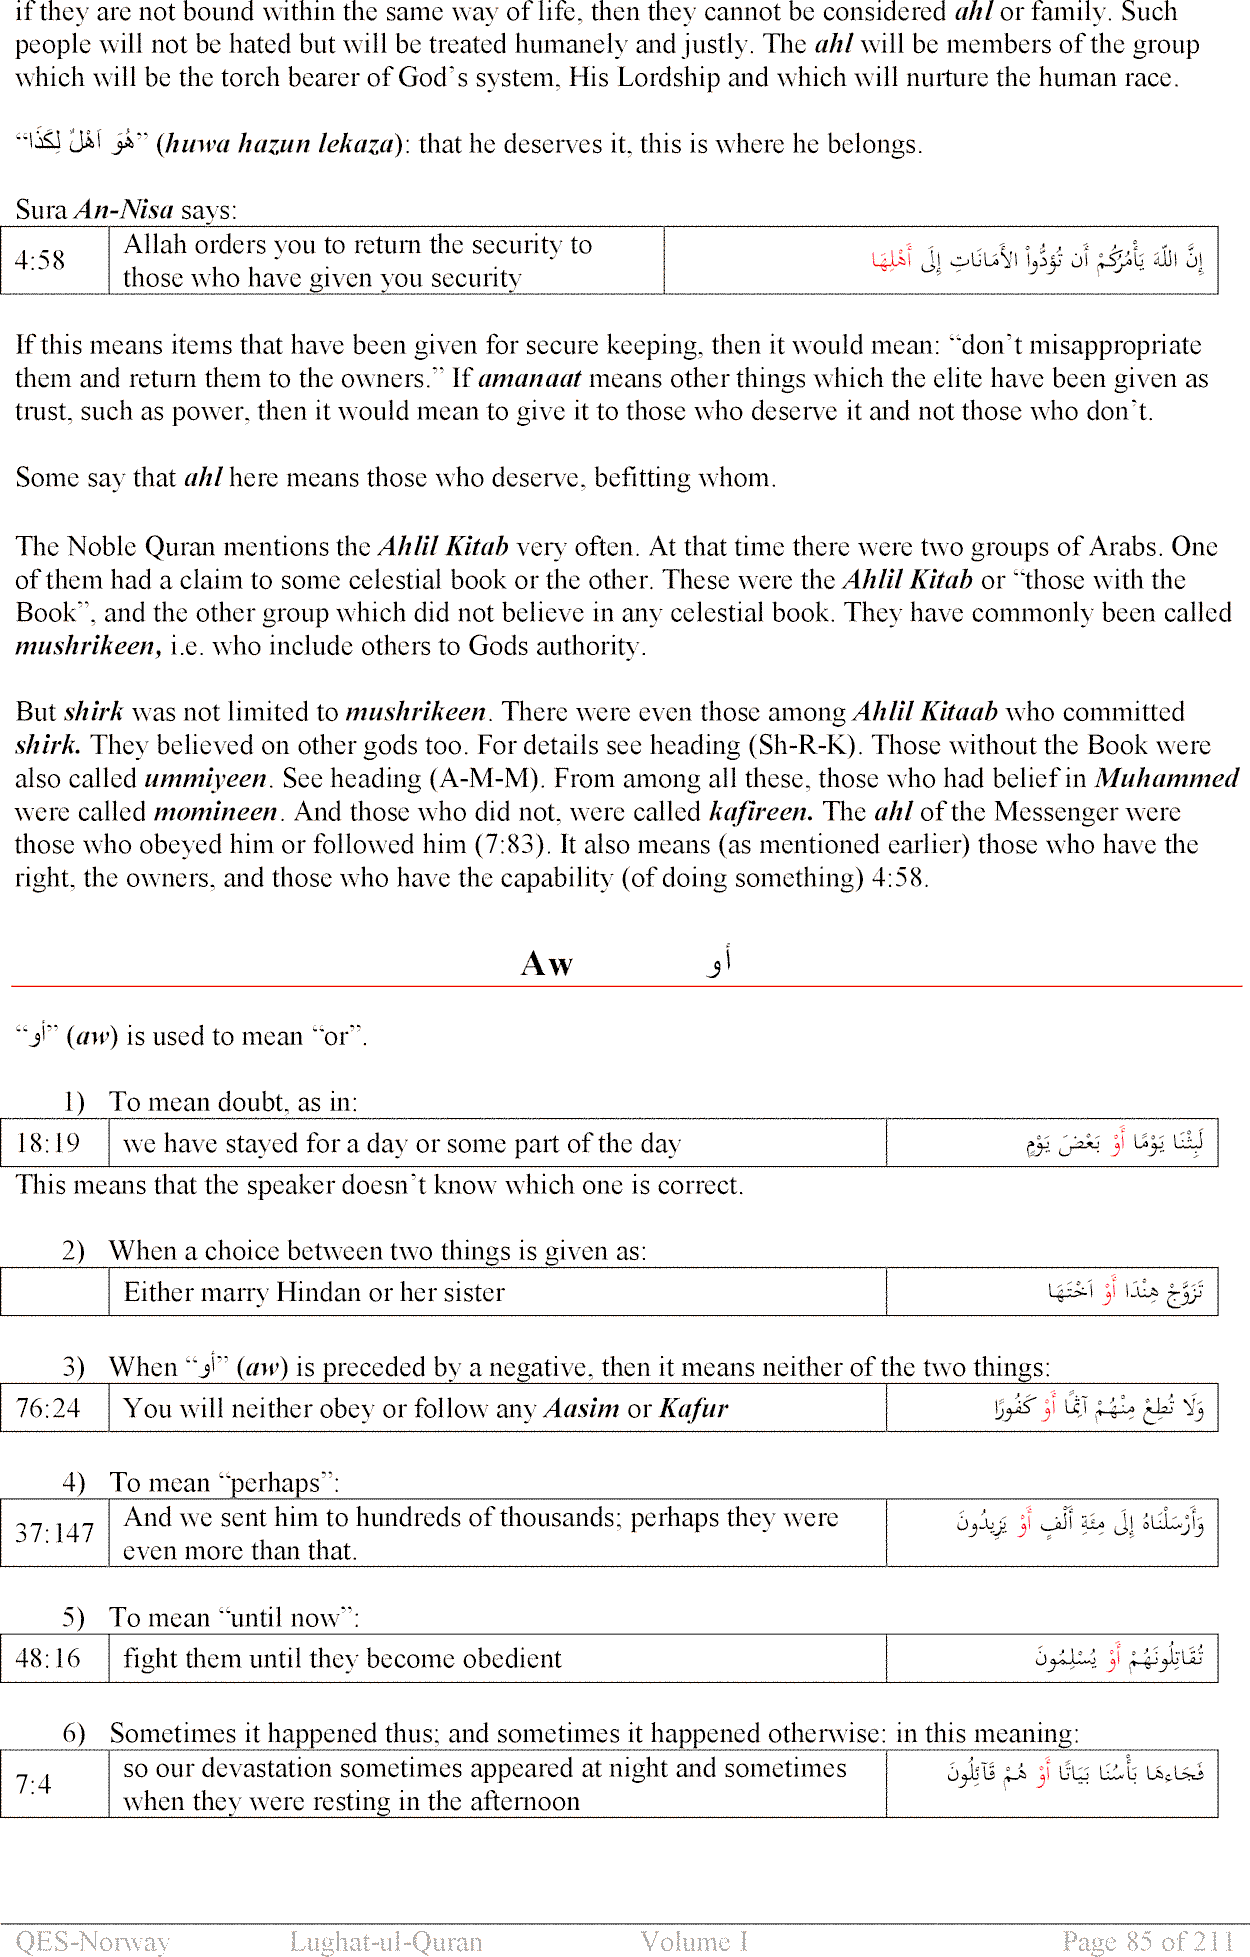 if they are not bound within the same way of life, then they cannot be considered ahl or family. Such
people will not be hated but will be treated humanely and justly. The ahl will be members of the group
which will be the torch bearer of God's system, His Lordship and which will nurture the human race.
“هُوَ اَهْلٌ لِكَذَا” (huwa hazun lekaza): that he deserves it, this is where he belongs.
Sura An-Nisa says:
4:58 Allah orders you to return the security to
those who have given you security
إِنَّ اللّهَ يَأْمُرُكُمْ أَن تُؤدُّواْ الأَمَانَاتِ إِلَى أَهْلِهَا
If this means items that have been given for secure keeping, then it would mean: “don't misappropriate
them and return them to the owners.” If amanaat means other things which the elite have been given as
trust, such as power, then it would mean to give it to those who deserve it and not those who don't.
Some say that ahl here means those who deserve, befitting whom.
The Noble Quran mentions the Ahlil Kitab very often. At that time there were two groups of Arabs. One
of them had a claim to some celestial book or the other. These were the Ahlil Kitab or “those with the
Book”, and the other group which did not believe in any celestial book. They have commonly been called
mushrikeen, i.e. who include others to Gods authority.
But shirk was not limited to mushrikeen. There were even those among Ahlil Kitaab who committed
shirk. They believed on other gods too. For details see heading (Sh-R-K). Those without the Book were
also called ummiyeen. See heading (A-M-M). From among all these, those who had belief in Muhammed
were called momineen. And those who did not, were called kafireen. The ahl of the Messenger were
those who obeyed him or followed him (7:83). It also means (as mentioned earlier) those who have the
right, the owners, and those who have the capability (of doing something) 4:58.
Aw أو
“أو” (aw) is used to mean “or”.
1) To mean doubt, as in:
18:19 we have stayed for a day or some part of the day لَبِثْنَا يَوْمًا أَوْ بَعْضَ يَوْمٍ
This means that the speaker doesn't know which one is correct.
2) When a choice between two things is given as:
Either marry Hindan or her sister تَزَوَّجْ هِنْدَا أَوْ اَخْتَهَا
3) When “أو” (aw) is preceded by a negative, then it means neither of the two things:
76:24 You will neither obey or follow any Aasim or Kafur وَلَا تُطِعْ مِنْهُمْ آثِمًا أَوْ كَفُورًا
4) To mean “perhaps”:
37:147 And we sent him to hundreds of thousands; perhaps they were
even more than that.
وَأَرْسَلْنَاهُ إِلَى مِئَةِ أَلْفٍ أَوْ يَزِيدُونَ
5) To mean “until now”:
48:16 fight them until they become obedient تُقَاتِلُونَهُمْ أَوْ يُسْلِمُونَ
6) Sometimes it happened thus; and sometimes it happened otherwise: in this meaning:
7:4 so our devastation sometimes appeared at night and sometimes
when they were resting in the afternoon
فَجَاءهَا بَأْسُنَا بَيَاتًا أَوْ هُمْ قَآئِلُونَ
QES-Norway Lughat-ul-Quran Volume I Page 85 of 211